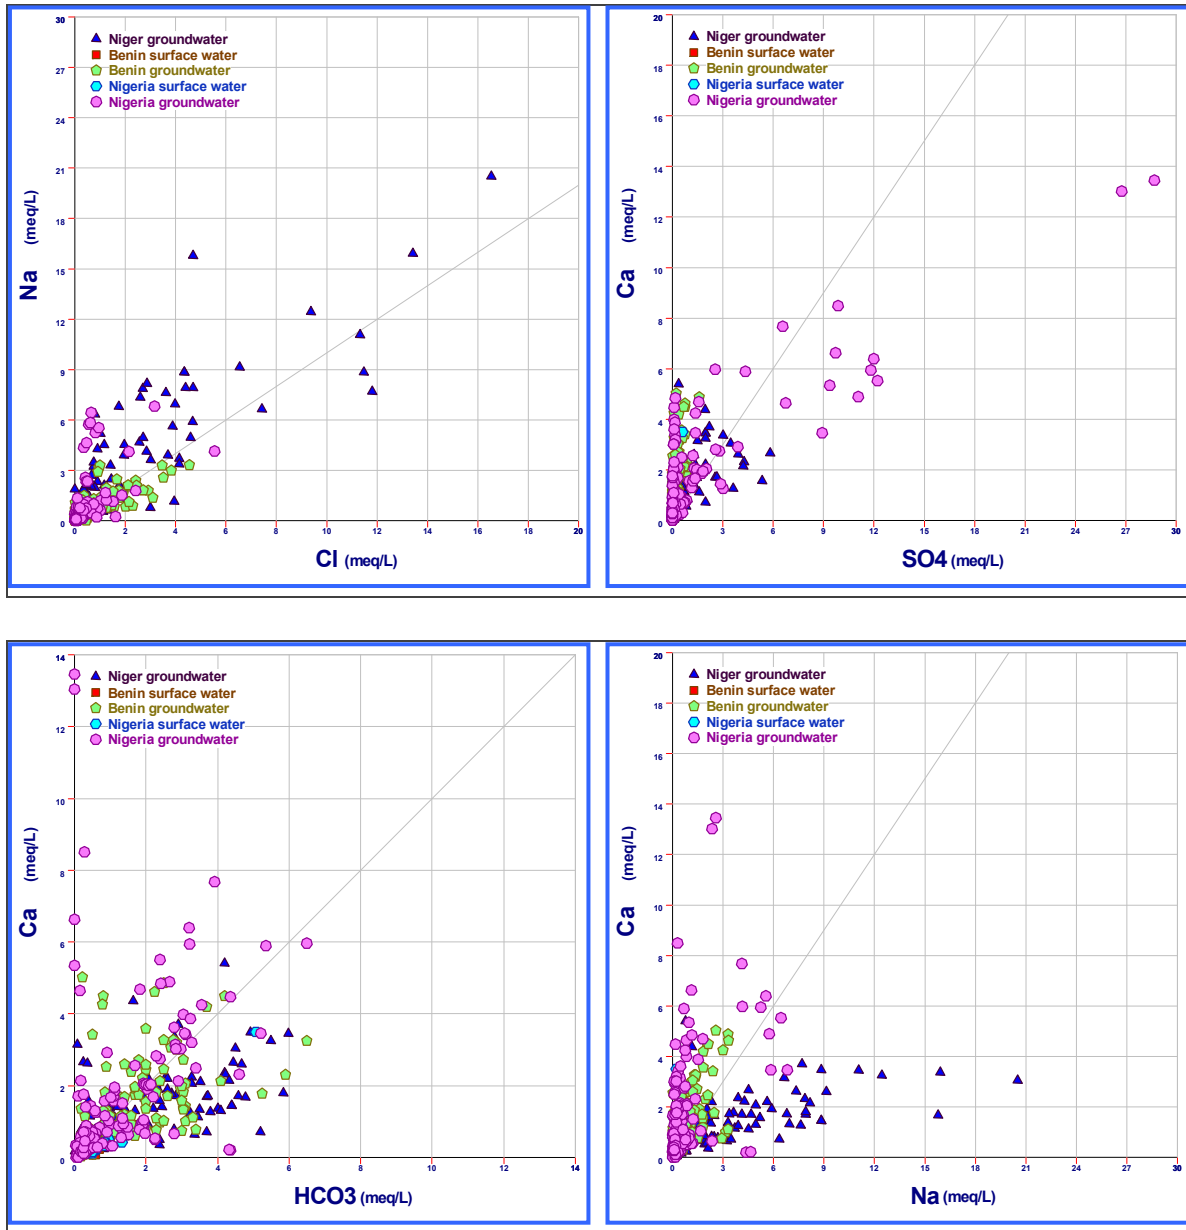 30
27
24
21
18
15
12
9
6
3
0
Na (meq/L)
Niger groundwater
Benin surface water
Benin groundwater
Nigeria surface water
Nigeria groundwater
0 2 4 6 8 10 12 14 16 18 20
Cl (meq/L)
20
18
16
14
12
10
8
6
4
2
0
Ca (meq/L)
Niger groundwater
Benin surface water
Benin groundwater
Nigeria surface water
Nigeria groundwater
0 3 6 9 12 15 18 21 24 27 30
SO4 (meq/L)
14
12
10
8
6
4
2
0
Ca (meq/L)
Niger groundwater
Benin surface water
Benin groundwater
Nigeria surface water
Nigeria groundwater
0 2 4 6 8 10 12 14
HCO3 (meq/L)
20
18
16
14
12
10
8
6
4
2
0
Ca (meq/L)
Niger groundwater
Benin surface water
Benin groundwater
Nigeria surface water
Nigeria groundwater
0 3 6 9 12 15 18 21 24 27 30
Na (meq/L)